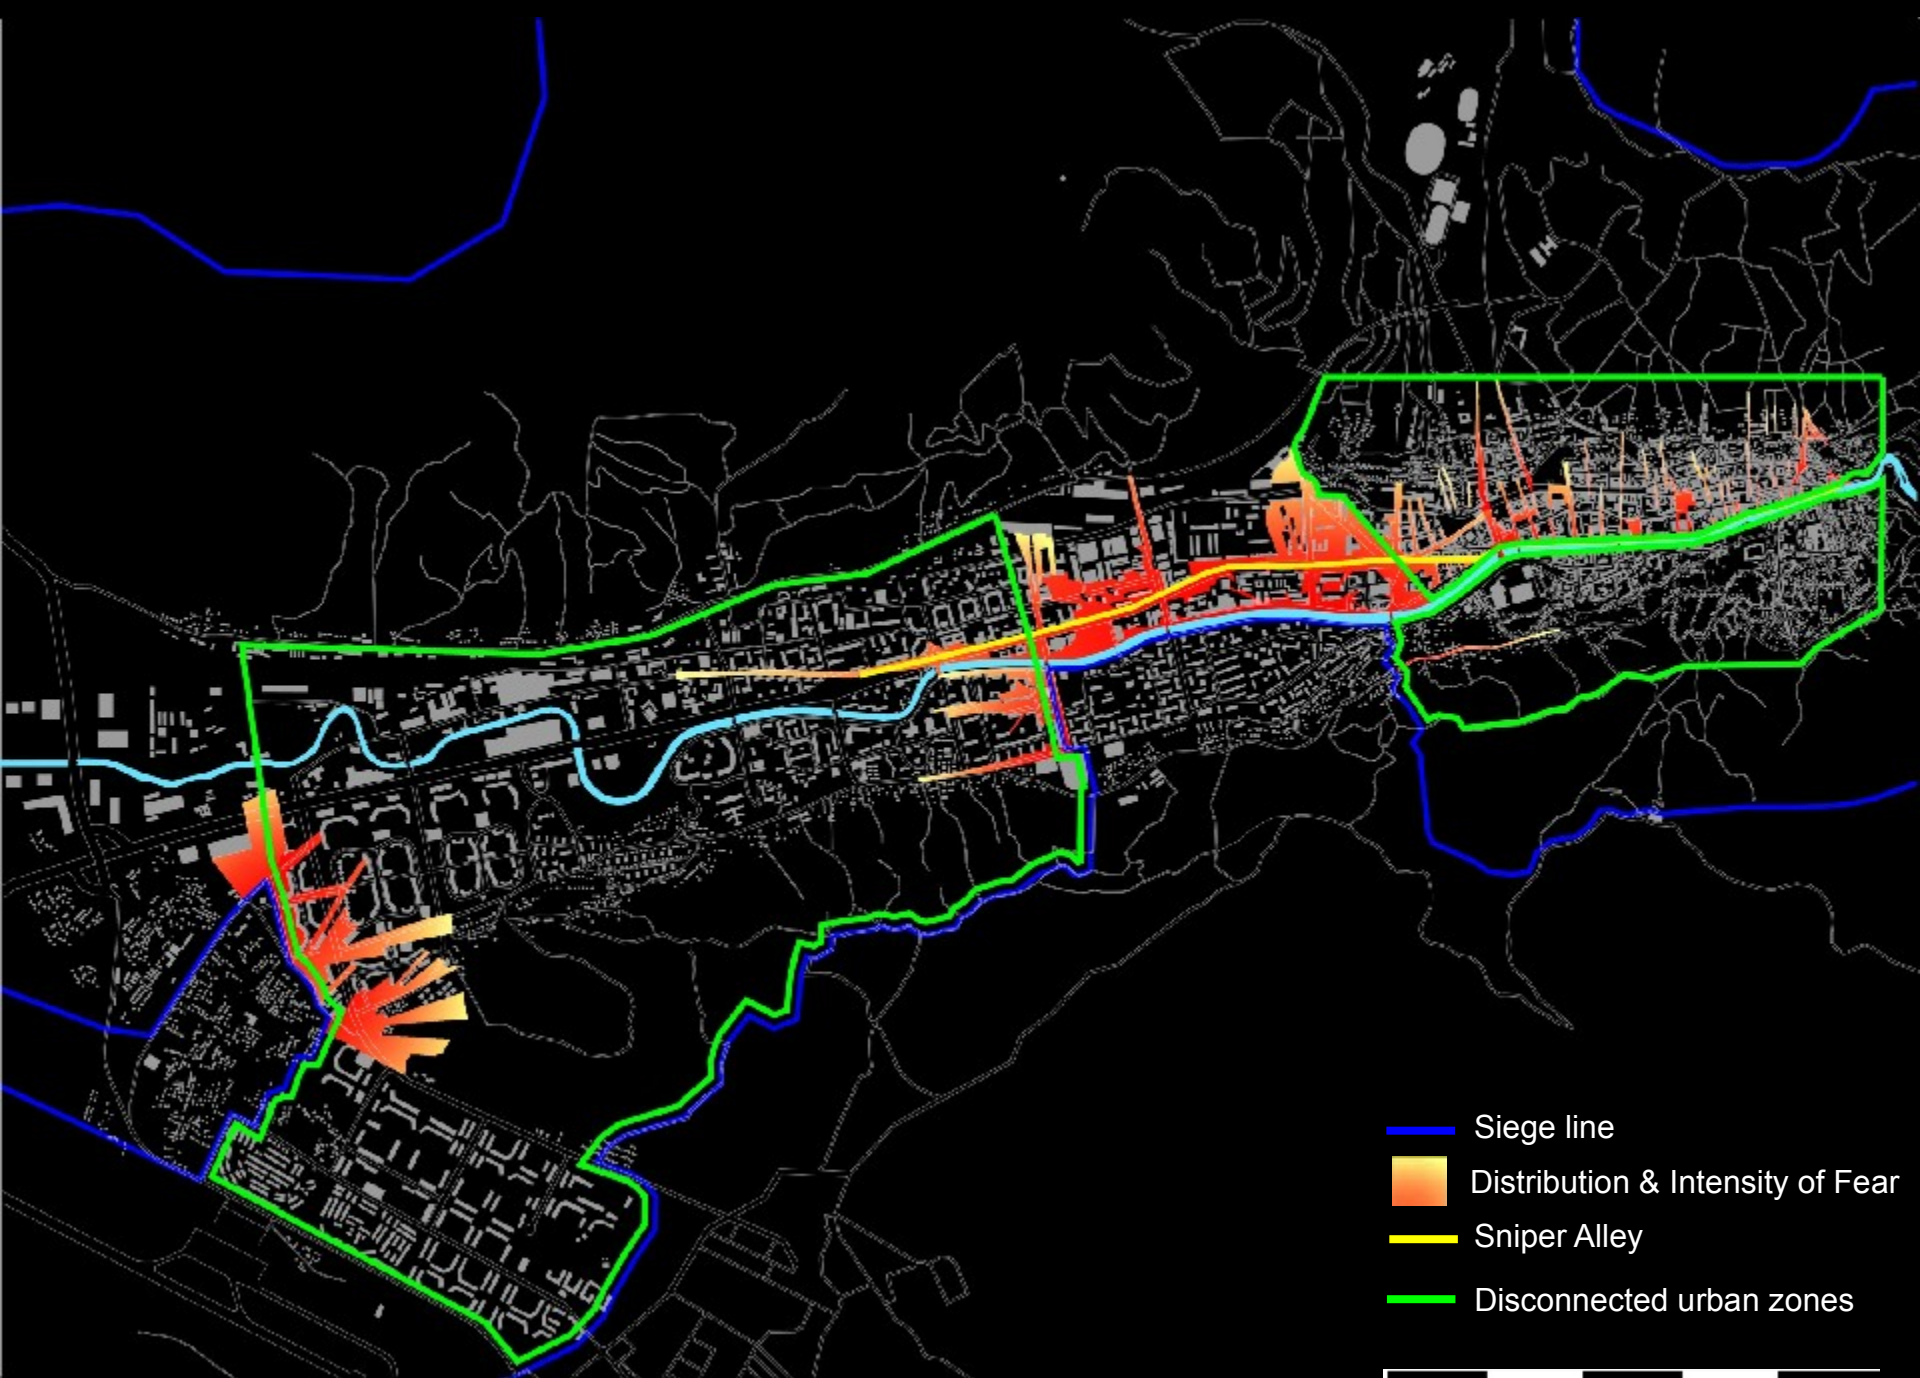 Siege line
Distribution & Intensity of Fear
Sniper Alley
Disconnected urban zones